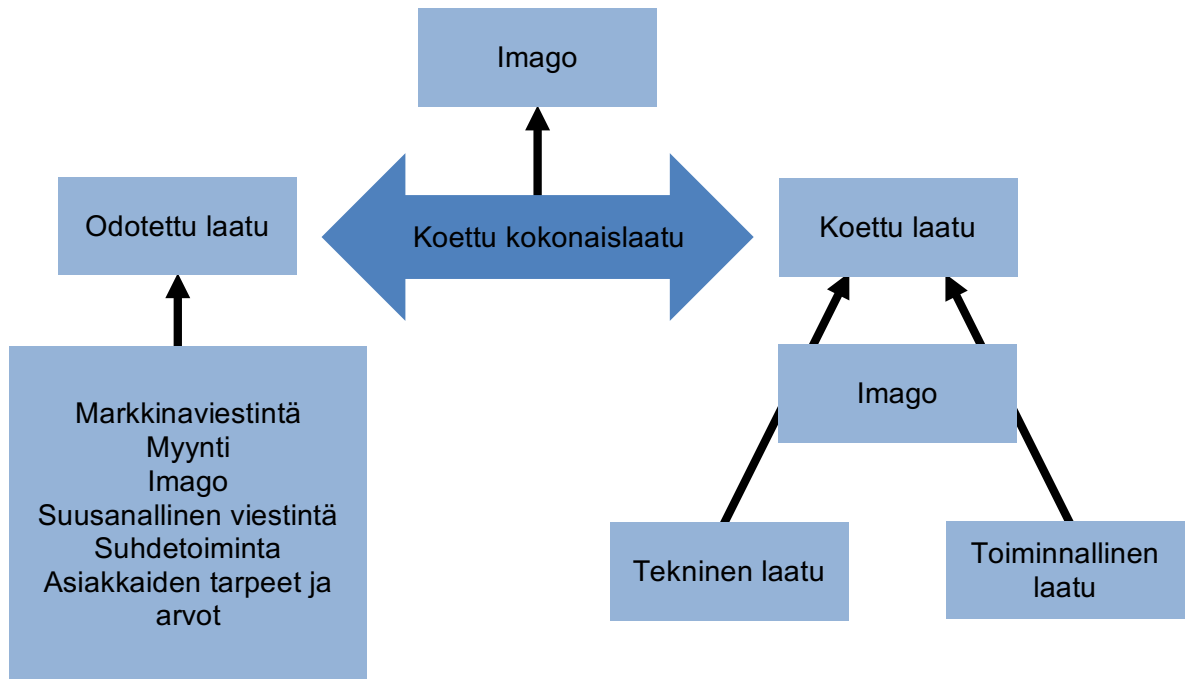 Imago
Odotettu laatu
Koettu kokonaislaatu
Koettu laatu
Markkinaviestintä
Myynti
Imago
Suusanallinen viestintä
Suhdetoiminta
Asiakkaiden tarpeet ja
arvot
Imago
Tekninen laatu
Toiminnallinen
laatu